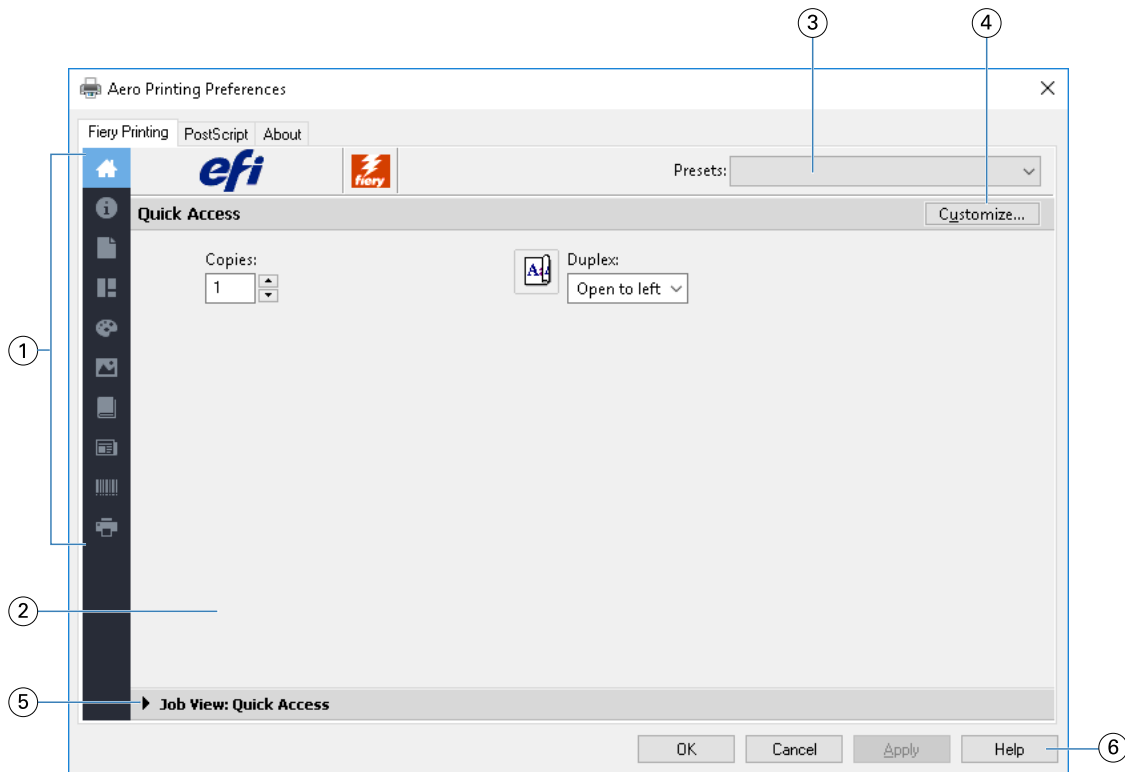 3
4
Aero Printing Preferences
Fiery Printing PostScript About
1
efi
fiery
Presets:
Quick Access
Customize...
Copies:
1
Duplex:
Open to left
2
5
Job View: Quick Access
OK Cancel Apply Help
6